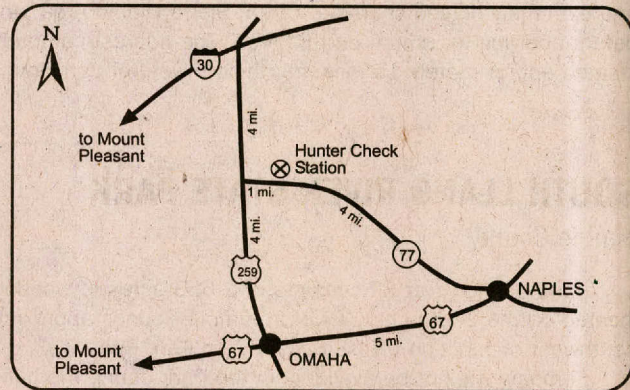 N
30
to Mount
Pleasant
4 mi.
Hunter Check
Station
1 mi.
4 mi.
4 mi.
77
259
NAPLES
67
5 mi.
67
OMAHA
to Mount
Pleasant